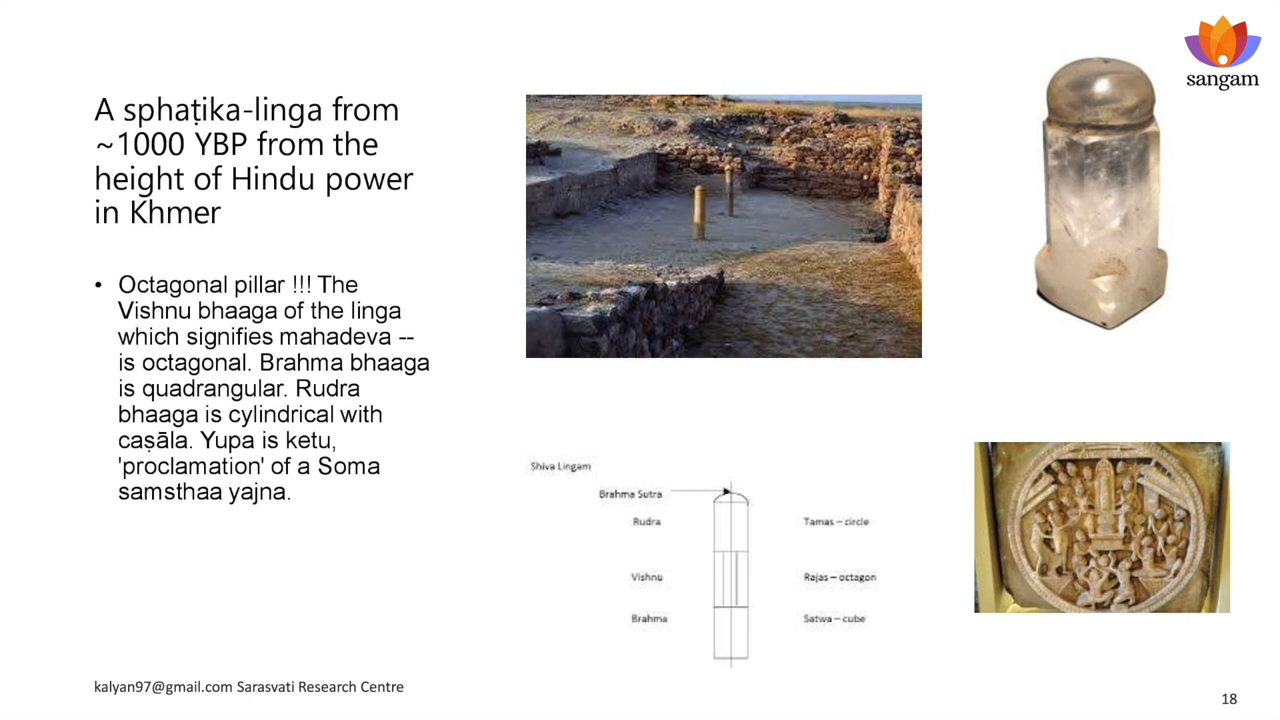 sangam
A sphaṭika-linga from
~1000 YBP from the
height of Hindu power
in Khmer
• Octagonal pillar !!! The
Vishnu bhaaga of the linga
which signifies mahadeva --
is octagonal. Brahma bhaaga
is quadrangular. Rudra
bhaaga is cylindrical with
caṣāla. Yupa is ketu,
'proclamation' of a Soma
samsthaa yajna.
Shiva Lingam
Brahma Sutra
Rudra
Tamas – circle
Vishnu
Rajas – octagon
Brahma
Satwa – cube
kalyan97@gmail.com Sarasvati Research Centre
18